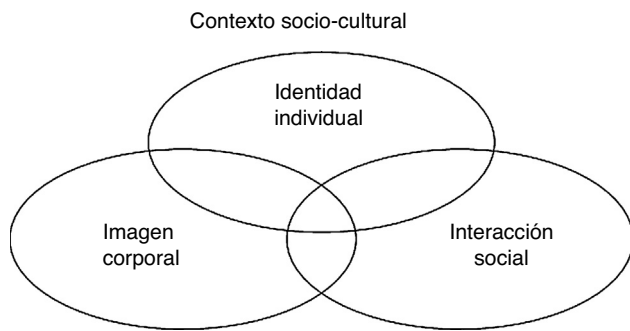 Contexto socio-cultural
Identidad
individual
Imagen
corporal
Interacción
social